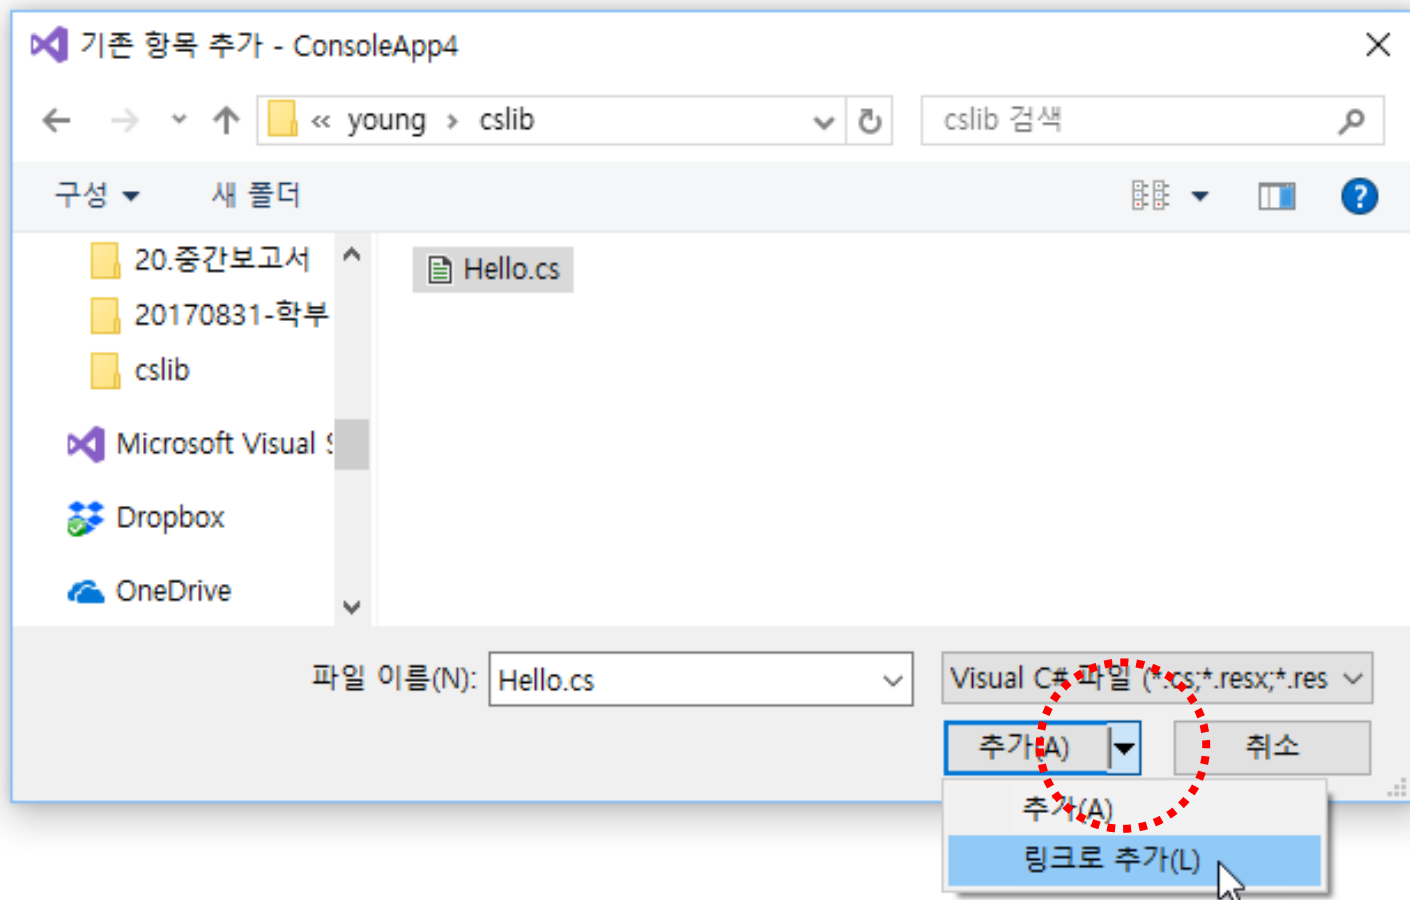 기존 항목 추가 - ConsoleApp4
« young › cslib
cslib 검색
구성
새 폴더
20.중간보고서
20170831-학부
cslib
Microsoft Visual
Dropbox
OneDrive
Hello.cs
파일 이름(N): Hello.cs
Visual C# 파일 (*.cs;*.resx;*.res
추가(A)
취소
추가(A)
링크로 추가(L)